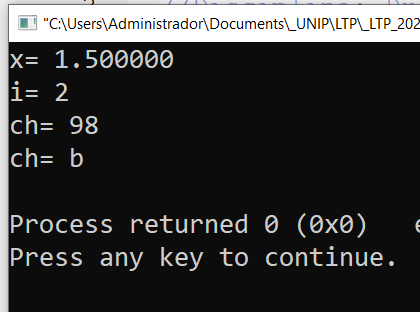 "C:\Users\Administrador\Documents\_UNIP\LTP\_LTP_202
x= 1.500000
i= 2
ch= 98
ch= b
Process returned 0 (0x0)   e
Press any key to continue.